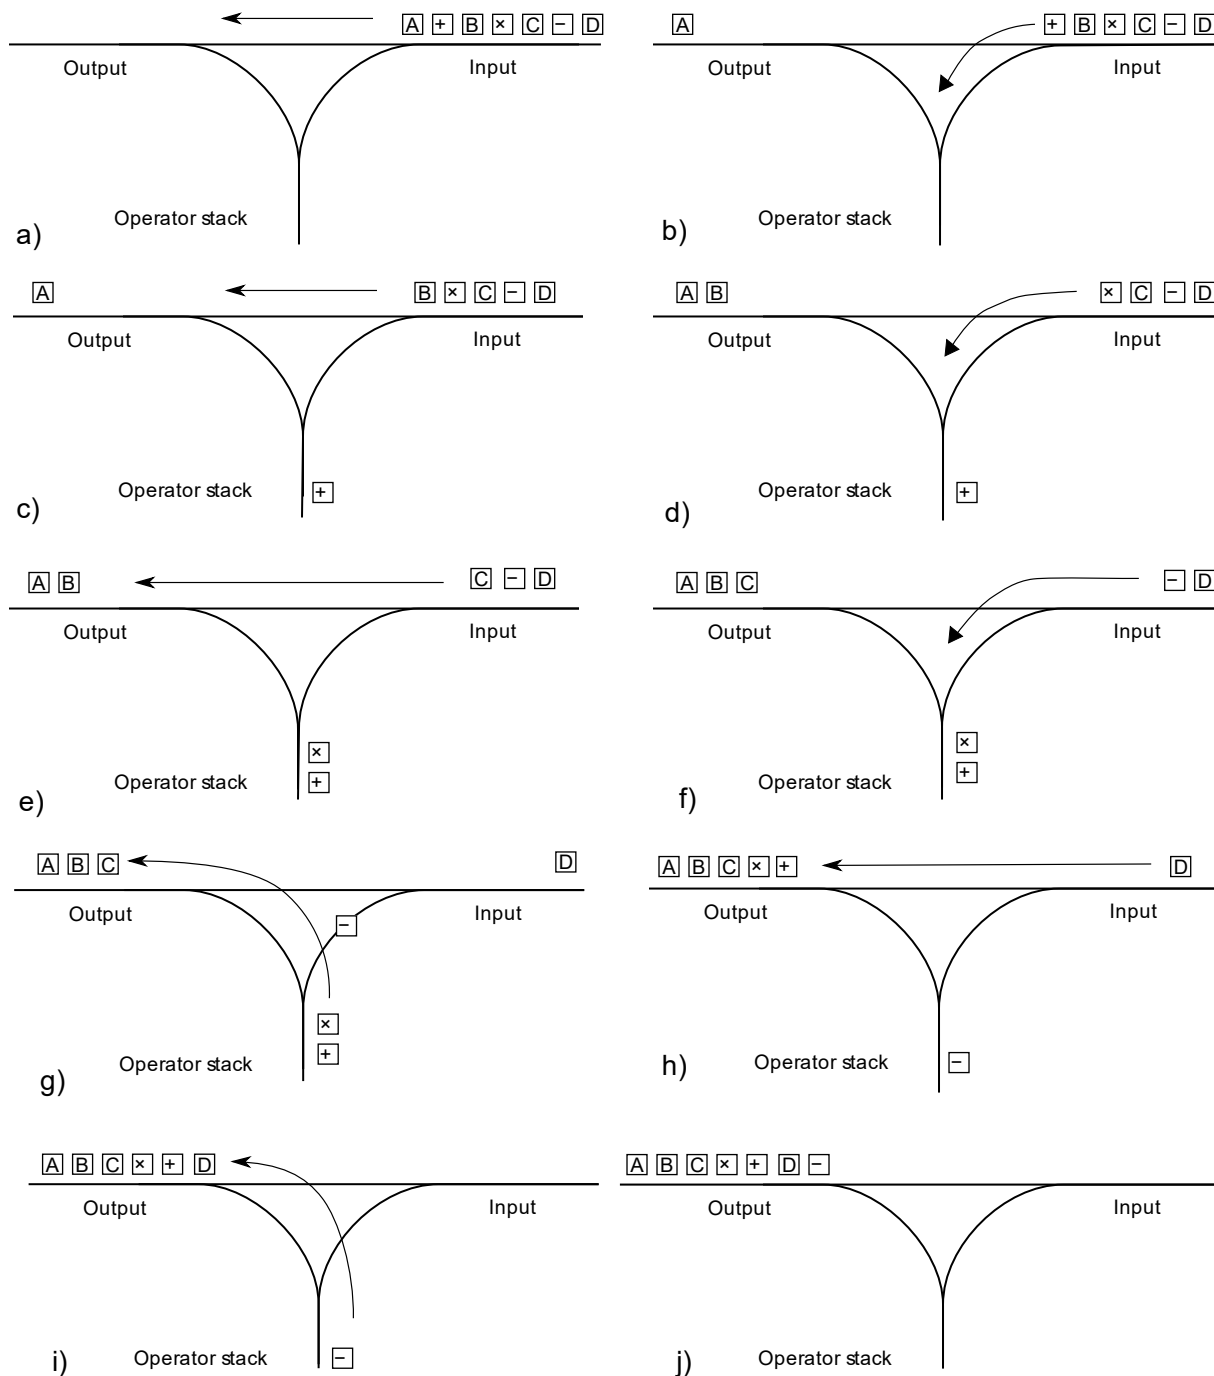 A + B × C − D
Output Input
Operator stack
a)
A + B × C − D
Output Input
Operator stack
b)
A B × C − D
Output Input
Operator stack +
c)
A B × C − D
Output Input
Operator stack +
d)
A B C − D
Output Input
×
Operator stack +
e)
A B C − D
Output Input
×
Operator stack +
f)
A B C D
Output Input
−
×
Operator stack +
g)
A B C × + D
Output Input
Operator stack −
h)
A B C × + D
Output Input
Operator stack −
i)
A B C × + D −
Output Input
Operator stack
j)